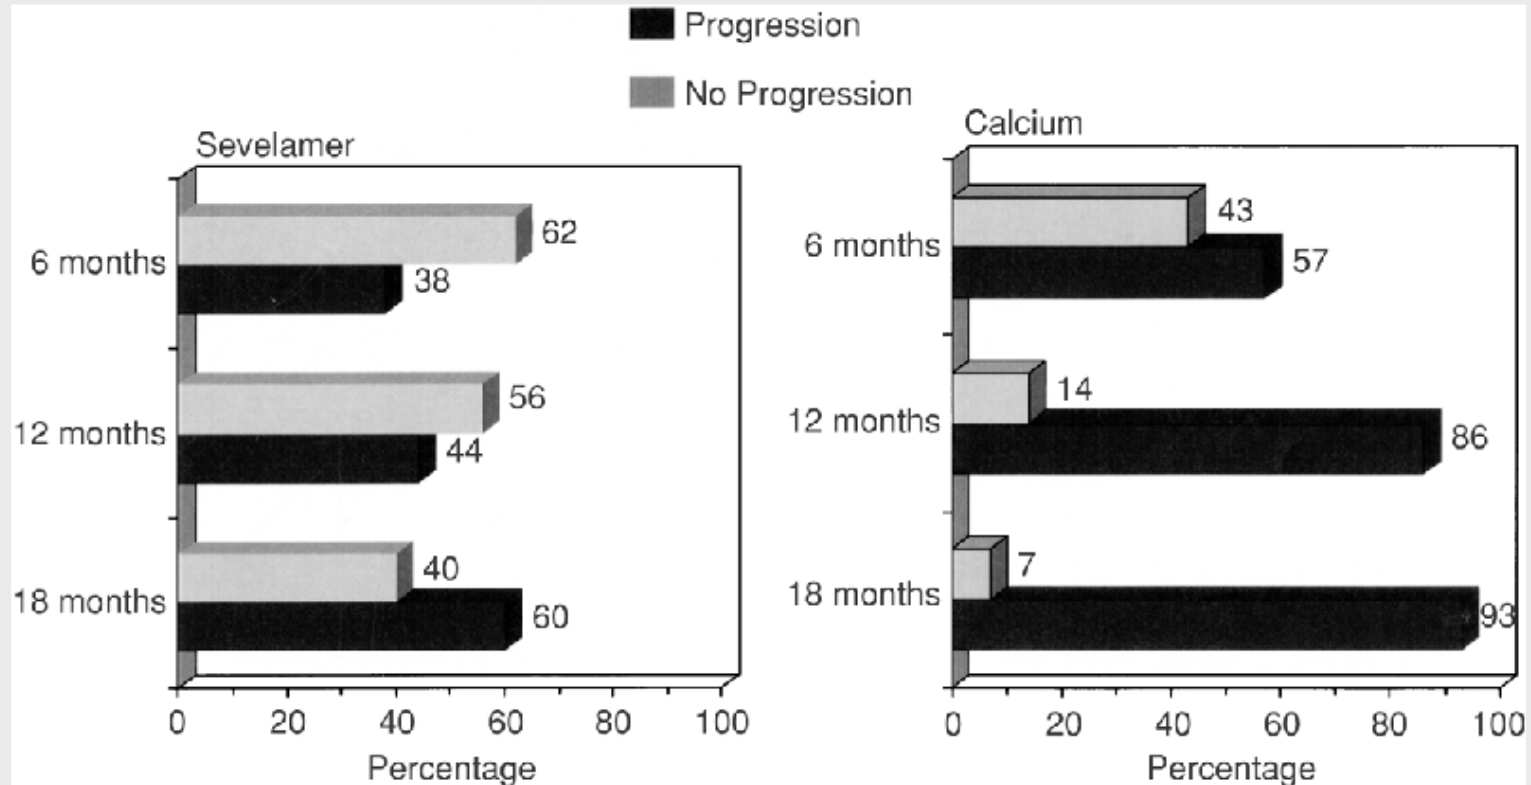 Progression
No Progression
Sevelamer
6 months
62
38
12 months
56
44
18 months
40
60
0 20 40 60 80 100
Percentage
Calcium
6 months
43
57
12 months
14
86
18 months
7
93
0 20 40 60 80 100
Percentage